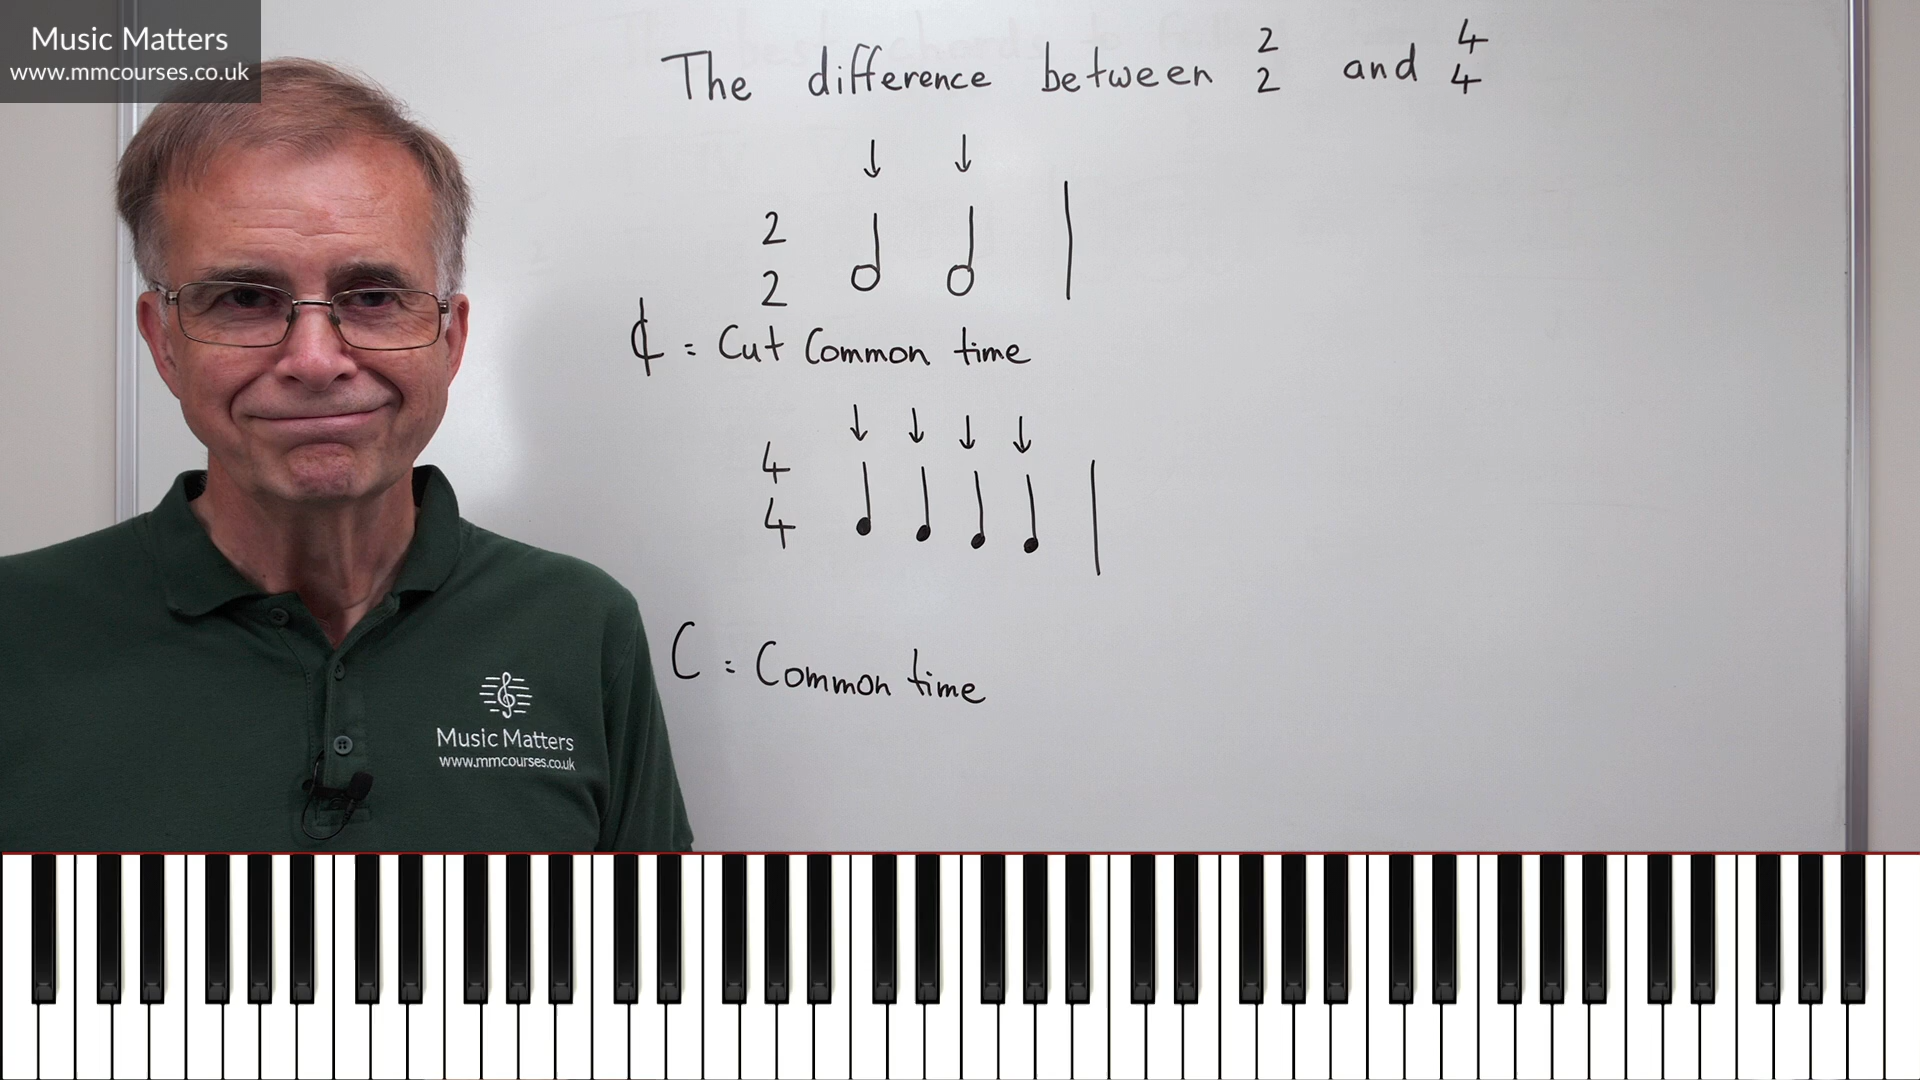 Music Matters
www.mmcourses.co.uk
The difference between 2/2 and 4/4
2
2
₵ = Cut Common time
4
4
C = Common time
Music Matters
www.mmcourses.co.uk